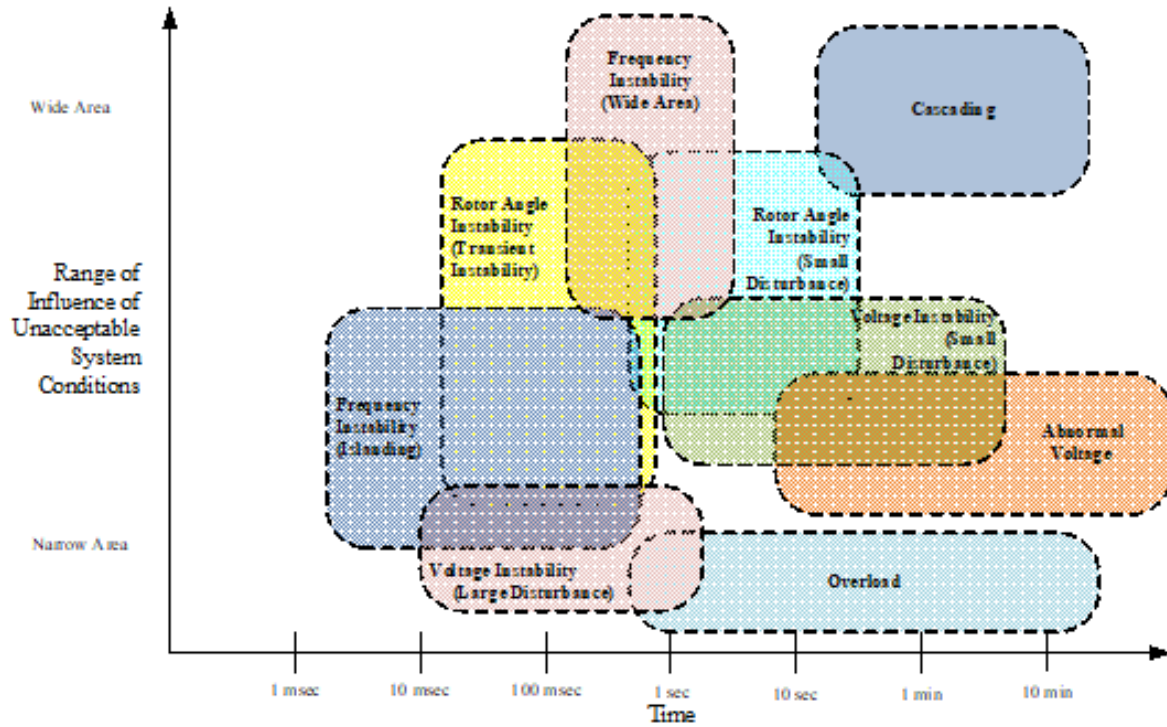 Frequency
Instability
(Wide Area)
Wide Area
Cascading
Rotor Angle
Instability
(Transient
Instability)
Rotor Angle
Instability
(Small
Disturbance)
Range of
Influence of
Unacceptable
System
Conditions
Voltage Instability
(Small
Disturbance)
Frequency
Instability
(Islanding)
Abnormal
Voltage
Narrow Area
Voltage Instability
(Large Disturbance)
Overload
1 msec
10 msec
100 msec
1 sec
10 sec
1 min
10 min
Time